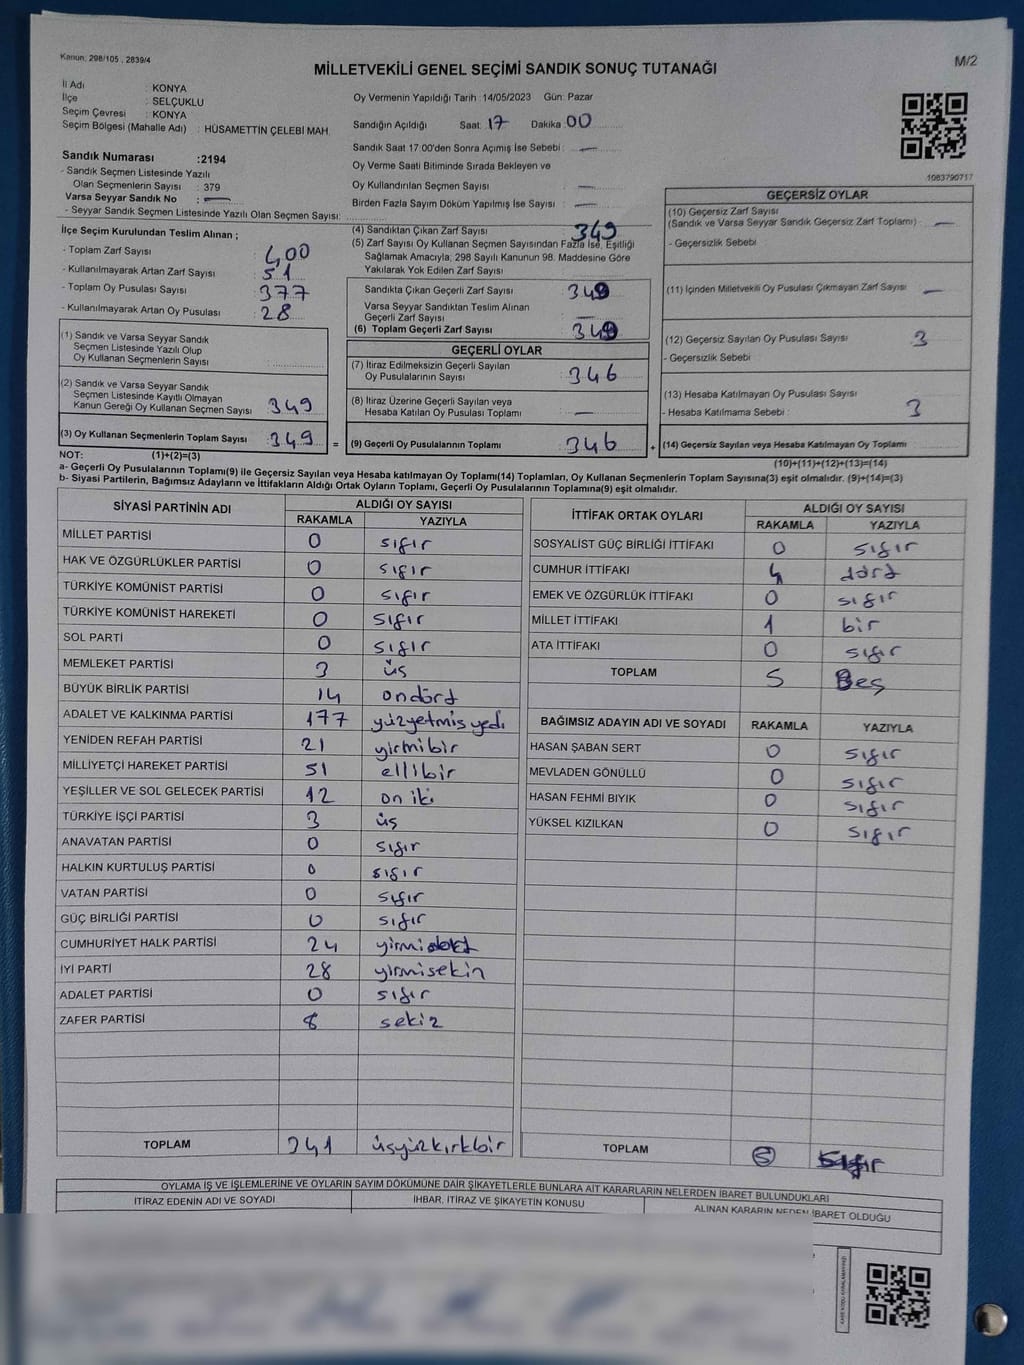 Kanun: 298/105 , 2839/4
M/2
MİLLETVEKİLİ GENEL SEÇİMİ SANDIK SONUÇ TUTANAĞI
İl Adı : KONYA
İlçe : SELÇUKLU
Seçim Çevresi : KONYA
Seçim Bölgesi (Mahalle Adı) : HÜSAMETTİN ÇELEBİ MAH.
Sandık Numarası :2194
- Sandık Seçmen Listesinde Yazılı
Olan Seçmenlerin Sayısı : 379
Varsa Seyyar Sandık No : —
- Seyyar Sandık Seçmen Listesinde Yazılı Olan Seçmen Sayısı:
Oy Vermenin Yapıldığı Tarih :14/05/2023 Gün: Pazar
Sandığın Açıldığı Saat: 17 Dakika: 00
Sandık Saat 17:00'den Sonra Açımış İse Sebebi : —
Oy Verme Saati Bitiminde Sırada Bekleyen ve
Oy Kullandırılan Seçmen Sayısı : —
Birden Fazla Sayım Döküm Yapılmış İse Sayısı : —
1083790717
İlçe Seçim Kurulundan Teslim Alınan ;
- Toplam Zarf Sayısı : 400
- Kullanılmayarak Artan Zarf Sayısı : 51
- Toplam Oy Pusulası Sayısı : 377
- Kullanılmayarak Artan Oy Pusulası : 28
(1) Sandık ve Varsa Seyyar Sandık
Seçmen Listesinde Yazılı Olup
Oy Kullanan Seçmenlerin Sayısı :
(2) Sandık ve Varsa Seyyar Sandık
Seçmen Listesinde Kayıtlı Olmayan
Kanun Gereği Oy Kullanan Seçmen Sayısı : 349
(3) Oy Kullanan Seçmenlerin Toplam Sayısı : 349 =
(4) Sandıktan Çıkan Zarf Sayısı : 349
(5) Zarf Sayısı Oy Kullanan Seçmen Sayısından Fazla İse, Eşitliği
Sağlamak Amacıyla, 298 Sayılı Kanunun 98. Maddesine Göre
Yakılarak Yok Edilen Zarf Sayısı :
Sandıkta Çıkan Geçerli Zarf Sayısı : 349
Varsa Seyyar Sandıktan Teslim Alınan
Geçerli Zarf Sayısı : —
(6) Toplam Geçerli Zarf Sayısı : 349
GEÇERLİ OYLAR
(7) İtiraz Edilmeksizin Geçerli Sayılan
Oy Pusulalarının Sayısı : 346
(8) İtiraz Üzerine Geçerli Sayılan veya
Hesaba Katılan Oy Pusulası Toplamı : —
(9) Geçerli Oy Pusulalarının Toplamı : 346 +
GEÇERSİZ OYLAR
(10) Geçersiz Zarf Sayısı
(Sandık ve Varsa Seyyar Sandık Geçersiz Zarf Toplamı) : —
- Geçersizlik Sebebi :
(11) İçinden Milletvekili Oy Pusulası Çıkmayan Zarf Sayısı : —
(12) Geçersiz Sayılan Oy Pusulası Sayısı : 3
- Geçersizlik Sebebi :
(13) Hesaba Katılmayan Oy Pusulası Sayısı :
- Hesaba Katılmama Sebebi : 3
(14) Geçersiz Sayılan veya Hesaba Katılmayan Oy Toplamı
NOT: (1)+(2)=(3)
(10)+(11)+(12)+(13)=(14)
a- Geçerli Oy Pusulalarının Toplamı(9) ile Geçersiz Sayılan veya Hesaba katılmayan Oy Toplamı(14) Toplamları, Oy Kullanan Seçmenlerin Toplam Sayısına(3) eşit olmalıdır. (9)+(14)=(3)
b- Siyasi Partilerin, Bağımsız Adayların ve İttifakların Aldığı Ortak Oyların Toplamı, Geçerli Oy Pusulalarının Toplamına(9) eşit olmalıdır.
SİYASİ PARTİNİN ADI ALDIĞI OY SAYISI
RAKAMLA YAZIYLA
MİLLET PARTİSİ 0 sıfır
HAK VE ÖZGÜRLÜKLER PARTİSİ 0 sıfır
TÜRKİYE KOMÜNİST PARTİSİ 0 sıfır
TÜRKİYE KOMÜNİST HAREKETİ 0 sıfır
SOL PARTİ 0 sıfır
MEMLEKET PARTİSİ 3 üç
BÜYÜK BİRLİK PARTİSİ 14 ondört
ADALET VE KALKINMA PARTİSİ 177 yüzyetmişyedi
YENİDEN REFAH PARTİSİ 21 yirmibir
MİLLİYETÇİ HAREKET PARTİSİ 51 ellibir
YEŞİLLER VE SOL GELECEK PARTİSİ 12 on iki
TÜRKİYE İŞÇİ PARTİSİ 3 üç
ANAVATAN PARTİSİ 0 sıfır
HALKIN KURTULUŞ PARTİSİ 0 sıfır
VATAN PARTİSİ 0 sıfır
GÜÇ BİRLİĞİ PARTİSİ 0 sıfır
CUMHURİYET HALK PARTİSİ 24 yirmidört
İYİ PARTİ 28 yirmisekin
ADALET PARTİSİ 0 sıfır
ZAFER PARTİSİ 8 sekiz
TOPLAM 341 üçyüzkırkbir
İTTİFAK ORTAK OYLARI ALDIĞI OY SAYISI
RAKAMLA YAZIYLA
SOSYALİST GÜÇ BİRLİĞİ İTTİFAKI 0 sıfır
CUMHUR İTTİFAKI 4 dört
EMEK VE ÖZGÜRLÜK İTTİFAKI 0 sıfır
MİLLET İTTİFAKI 1 bir
ATA İTTİFAKI 0 sıfır
TOPLAM 5 Beş
BAĞIMSIZ ADAYIN ADI VE SOYADI RAKAMLA YAZIYLA
HASAN ŞABAN SERT 0 sıfır
MEVLADEN GÖNÜLLÜ 0 sıfır
HASAN FEHMİ BIYIK 0 sıfır
YÜKSEL KIZILKAN 0 sıfır
TOPLAM sıfır
OYLAMA İŞ VE İŞLEMLERİNE VE OYLARIN SAYIM DÖKÜMÜNE DAİR ŞİKAYETLERLE BUNLARA AİT KARARLARIN NELERDEN İBARET BULUNDUKLARI
İTİRAZ EDENİN ADI VE SOYADI İHBAR, İTİRAZ VE ŞİKAYETİN KONUSU ALINAN KARARIN NEDEN İBARET OLDUĞU